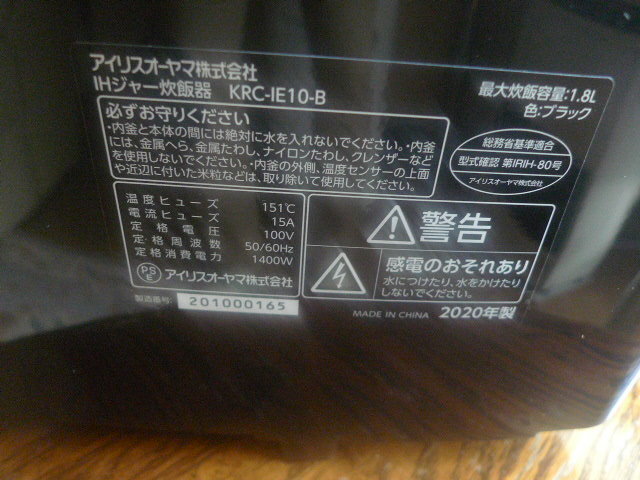 アイリスオーヤマ株式会社
IHジャー炊飯器 KRC-IE10-B
最大炊飯容量:1.8L
色:ブラック
必ずお守りください
・内釜と本体の間には絶対に水を入れないでください。・内釜
には、金属へら、金属たわし、ナイロンたわし、クレンザーなど
を使用しないでください。・内釜の外側、温度センサーの上面
や近辺に付いた米粒などは、取り除いて使用してください。
総務省基準適合
型式確認 第IRIH-80号
アイリスオーヤマ株式会社
温度ヒューズ 151℃
電流ヒューズ 15A
定格電圧 100V
定格周波数 50/60Hz
定格消費電力 1400W
PSE アイリスオーヤマ株式会社
警告
感電のおそれあり
水につけたり、水をかけたり
しないでください。
製造番号: 201000165
MADE IN CHINA 2020年製